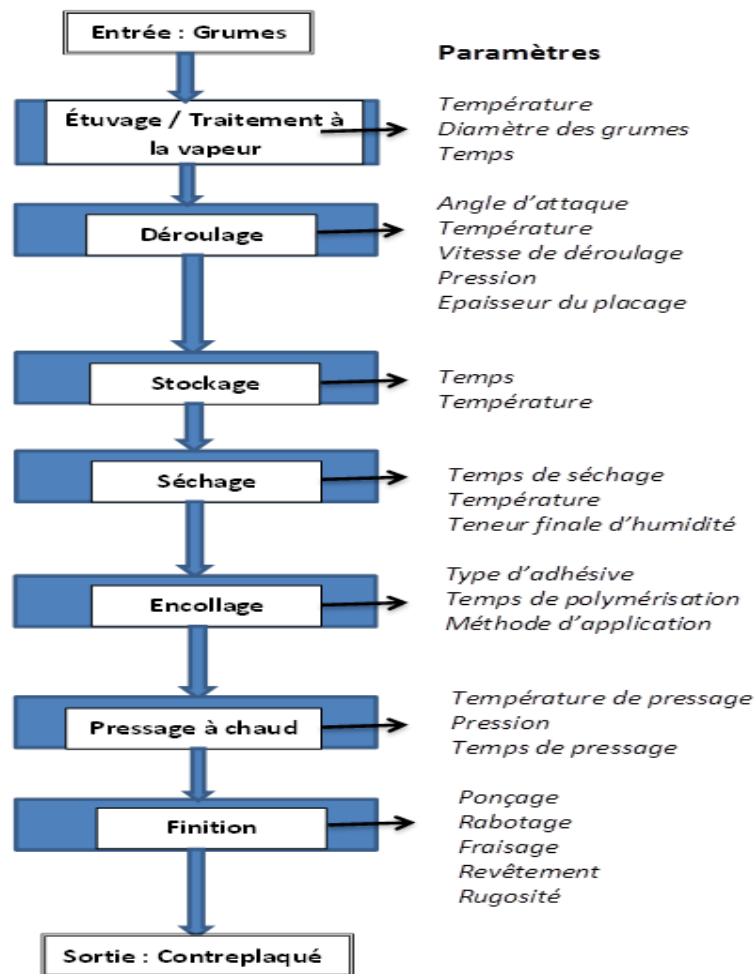 Entrée : Grumes
Paramètres
Étuvage / Traitement à
la vapeur
Température
Diamètre des grumes
Temps
Déroulage
Angle d'attaque
Température
Vitesse de déroulage
Pression
Epaisseur du placage
Stockage
Temps
Température
Séchage
Temps de séchage
Température
Teneur finale d'humidité
Encollage
Type d'adhésive
Temps de polymérisation
Méthode d'application
Pressage à chaud
Température de pressage
Pression
Temps de pressage
Finition
Ponçage
Rabotage
Fraisage
Revêtement
Rugosité
Sortie : Contreplaqué